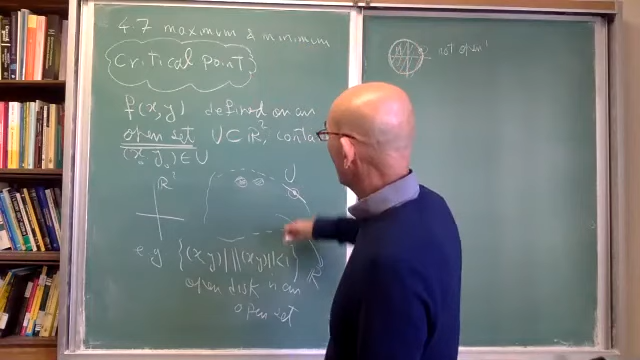 4.7 maximum & minimum
Critical Point
f(x,y) defined on an
open set U⊂ℝ², conta
(x₀ y₀)∈U
ℝ²
U
e g {(x y) | ||(x y)||<1}
open disk is an
open set
not open!